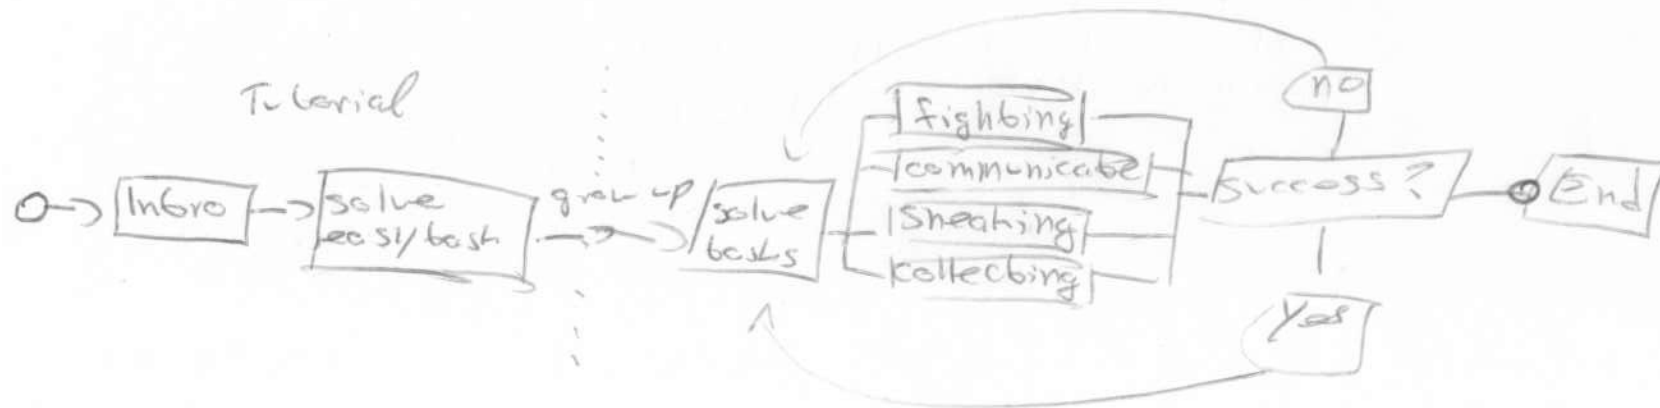 Tutorial
Intro
solve
easy/task
grow up
solve
tasks
fighting
communicate
Sneaking
collecting
no
success?
End
Yes